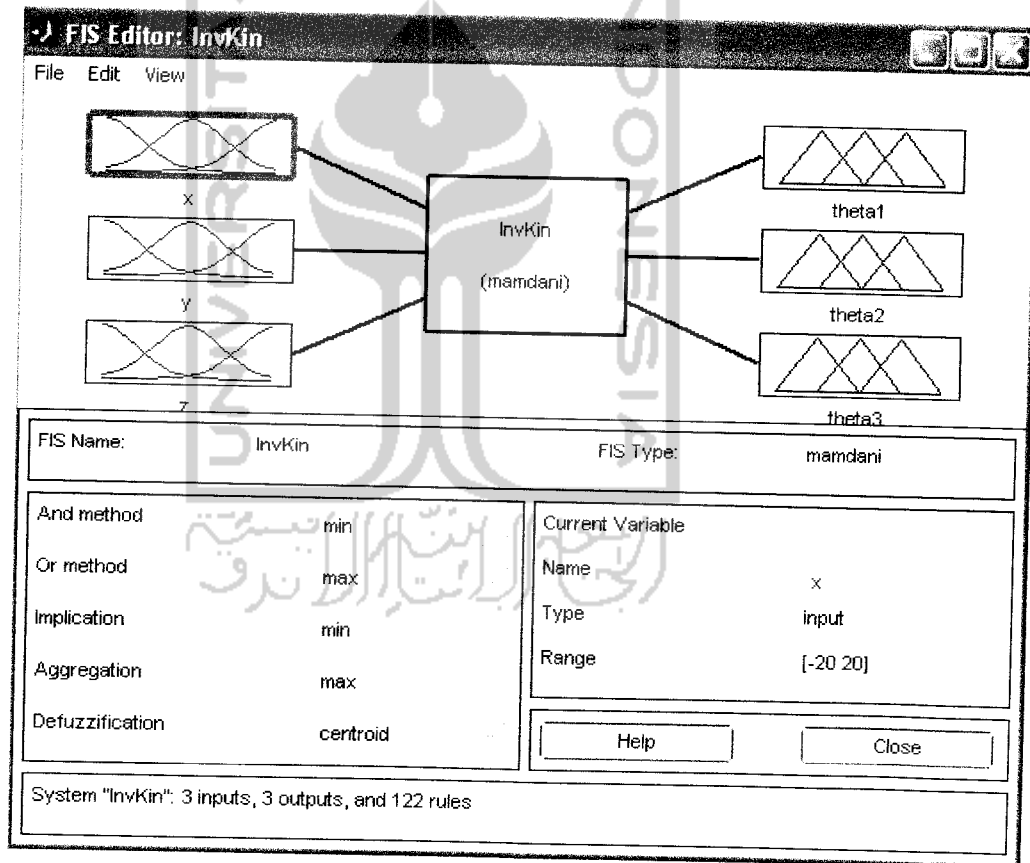 FIS Editor: InvKin
File Edit View
x
y
z
InvKin
(mamdani)
theta1
theta2
theta3
FIS Name: InvKin FIS Type: mamdani
And method min
Or method max
Implication min
Aggregation max
Defuzzification centroid
Current Variable
Name x
Type input
Range [-20 20]
Help Close
System "InvKin": 3 inputs, 3 outputs, and 122 rules
UNIVERSITAS
INDONESIA